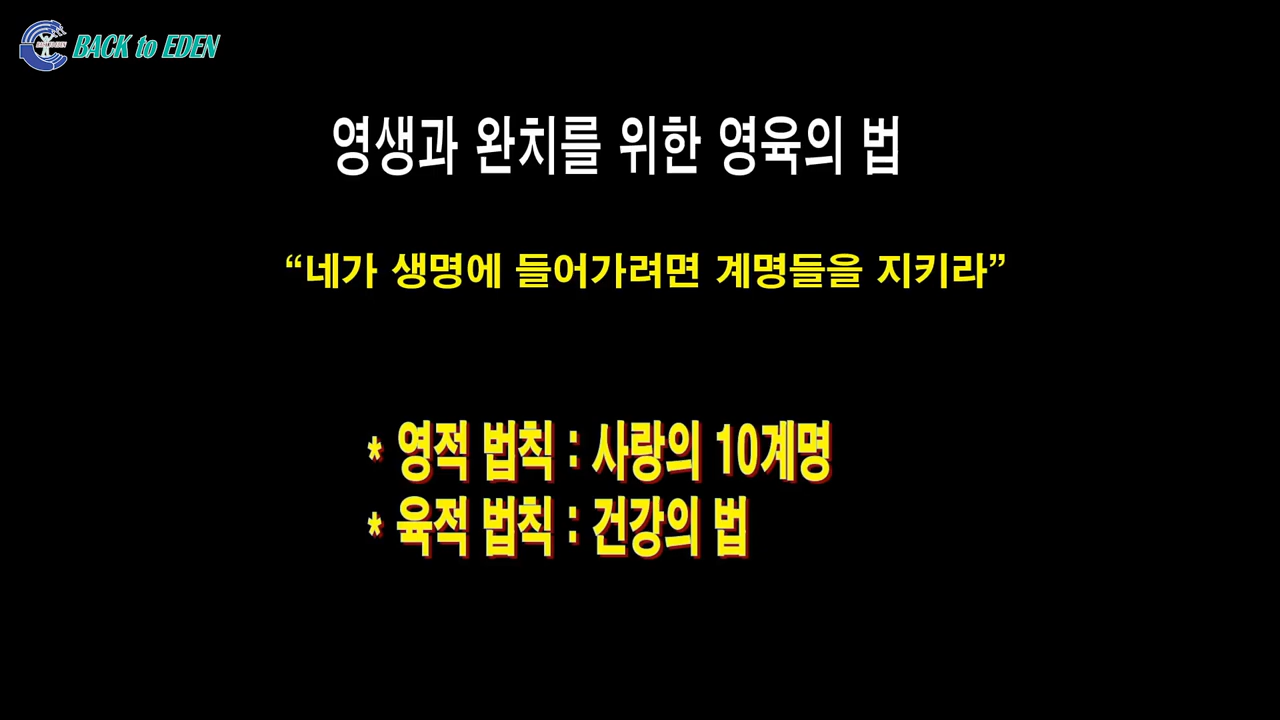 BACK to EDEN
영생과 완치를 위한 영육의 법
“네가 생명에 들어가려면 계명들을 지키라”
* 영적 법칙 : 사랑의 10계명
* 육적 법칙 : 건강의 법